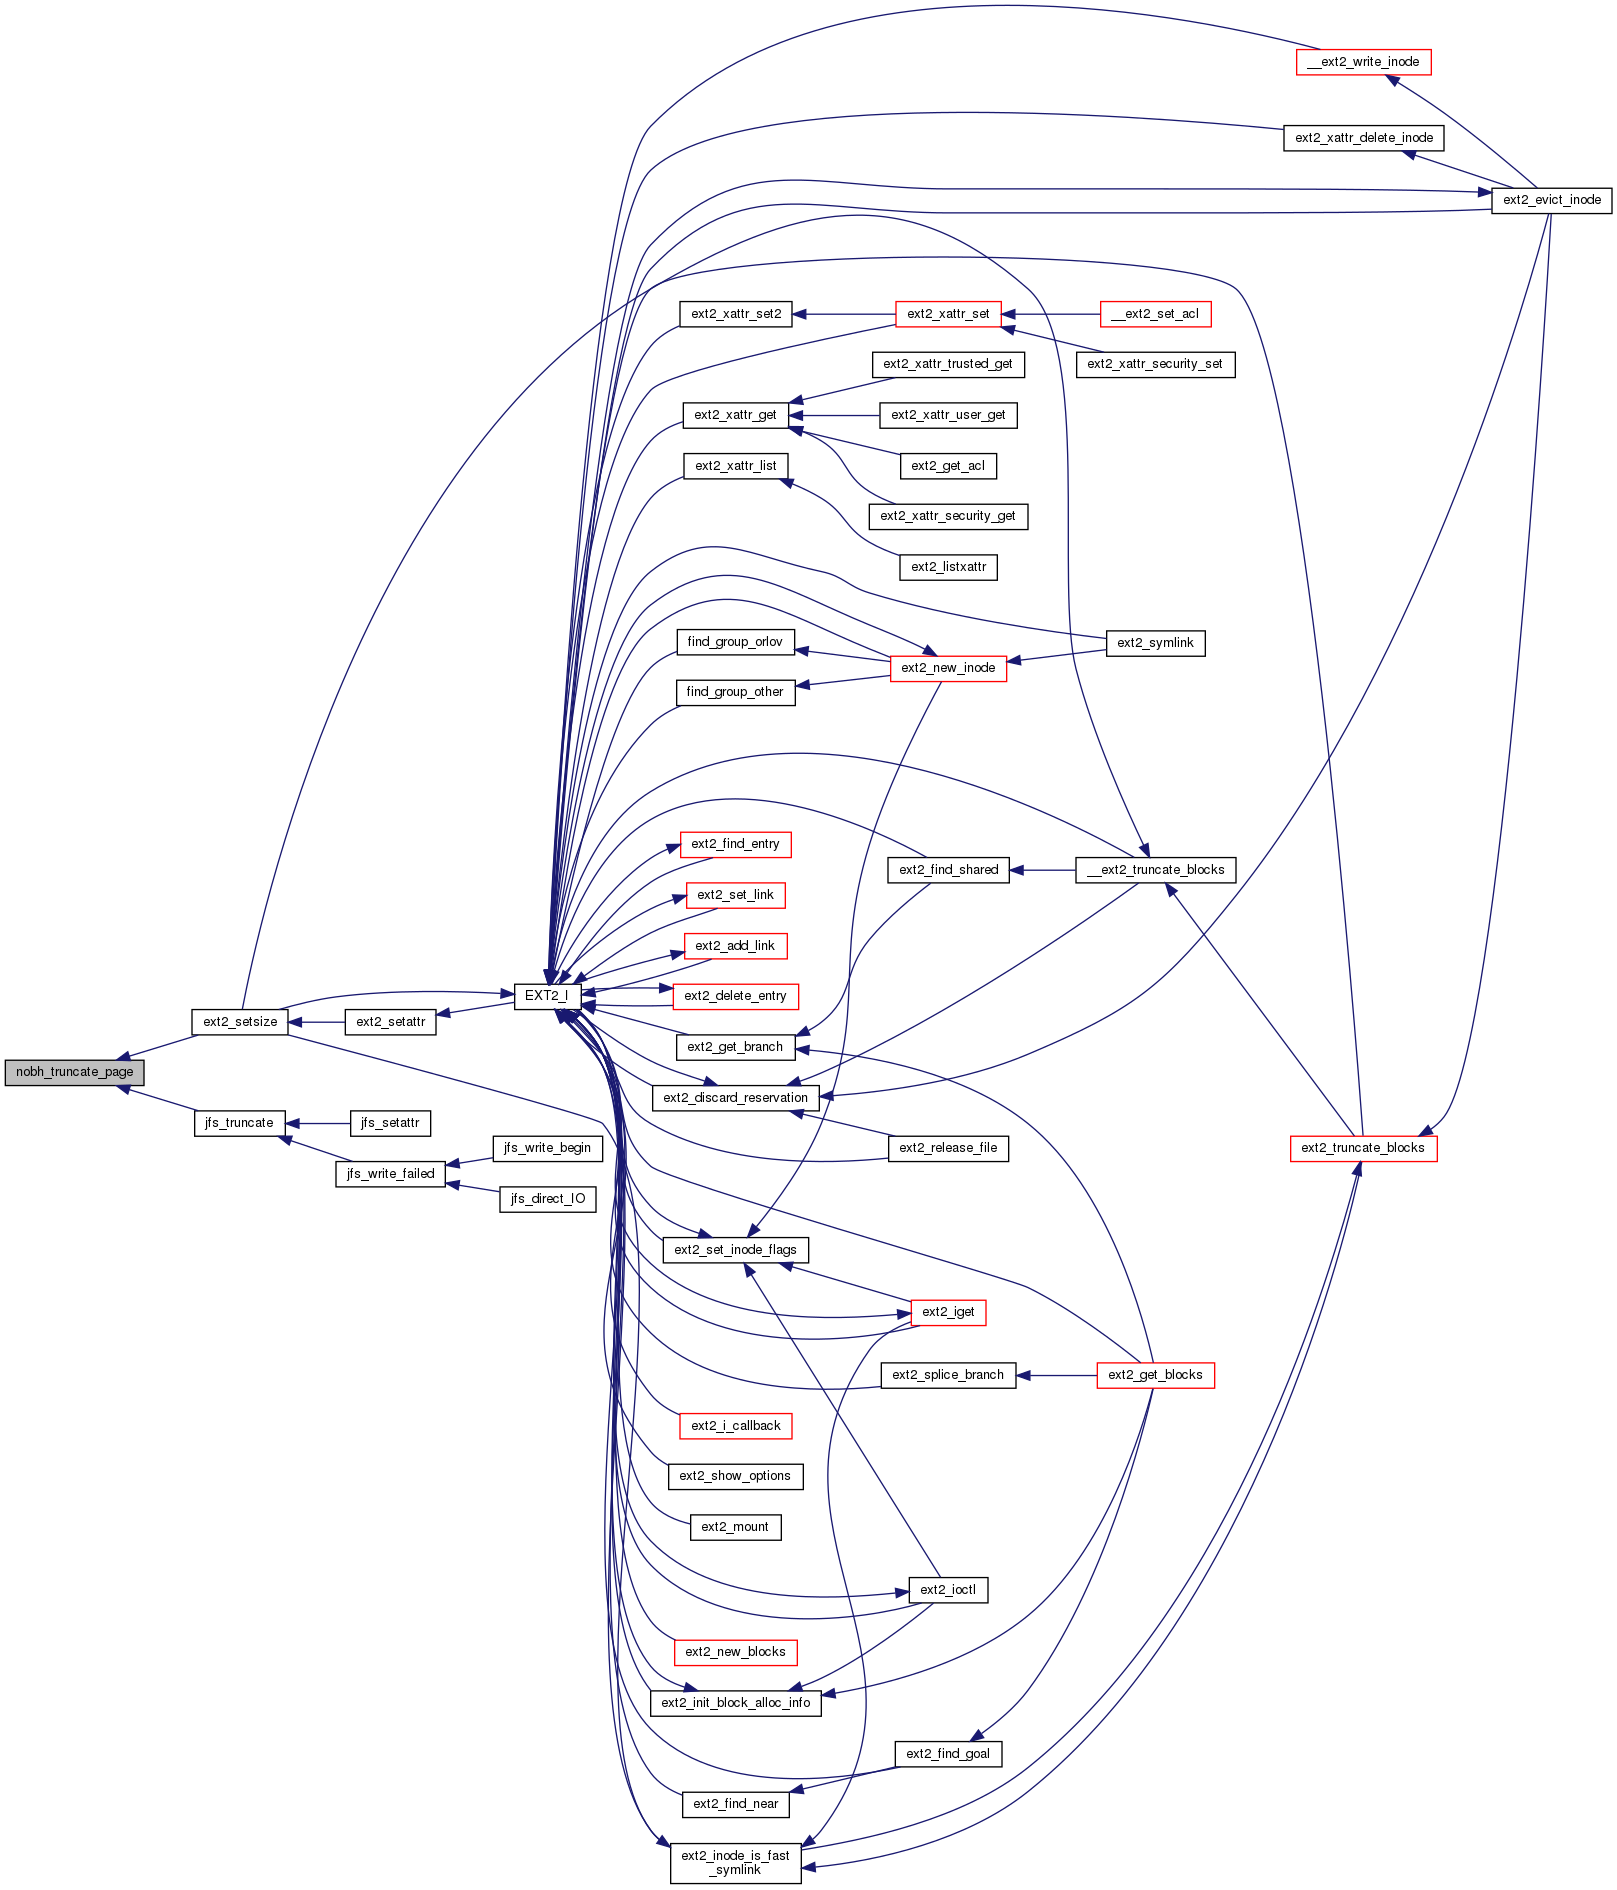 __ext2_write_inode
ext2_xattr_delete_inode
ext2_evict_inode
ext2_xattr_set2
ext2_xattr_set
__ext2_set_acl
ext2_xattr_trusted_get
ext2_xattr_security_set
ext2_xattr_get
ext2_xattr_user_get
ext2_xattr_list
ext2_get_acl
ext2_xattr_security_get
ext2_listxattr
find_group_orlov
ext2_symlink
ext2_new_inode
find_group_other
ext2_find_entry
ext2_find_shared
__ext2_truncate_blocks
ext2_set_link
ext2_add_link
EXT2_I
ext2_delete_entry
ext2_setsize
ext2_setattr
ext2_get_branch
nobh_truncate_page
ext2_discard_reservation
jfs_truncate
jfs_setattr
jfs_write_begin
ext2_release_file
ext2_truncate_blocks
jfs_write_failed
jfs_direct_IO
ext2_set_inode_flags
ext2_iget
ext2_splice_branch
ext2_get_blocks
ext2_i_callback
ext2_show_options
ext2_mount
ext2_ioctl
ext2_new_blocks
ext2_init_block_alloc_info
ext2_find_goal
ext2_find_near
ext2_inode_is_fast
_symlink